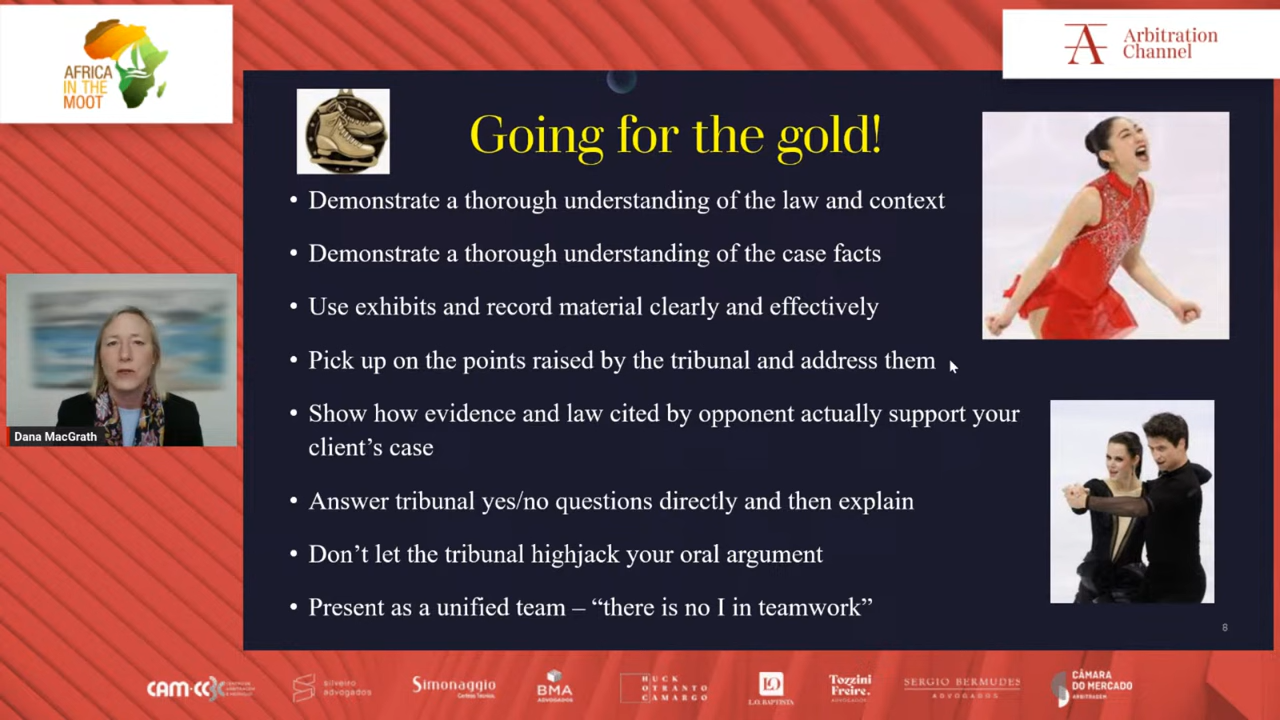 AFRICA
IN THE
MOOT
Arbitration
Channel
Going for the gold!
• Demonstrate a thorough understanding of the law and context
• Demonstrate a thorough understanding of the case facts
• Use exhibits and record material clearly and effectively
• Pick up on the points raised by the tribunal and address them
• Show how evidence and law cited by opponent actually support your
client’s case
• Answer tribunal yes/no questions directly and then explain
• Don’t let the tribunal highjack your oral argument
• Present as a unified team – “there is no I in teamwork”
8
Dana MacGrath
CAM-CC
silveiro
advogados
Simonaggio
BMA
ADVOGADOS
HUCK
OTRANTO
CAMARGO
L.O. BAPTISTA
Tozzini
Freire.
ADVOGADOS
SERGIO BERMUDES
ADVOGADOS
CÂMARA
DO MERCADO
ARBITRAGEM